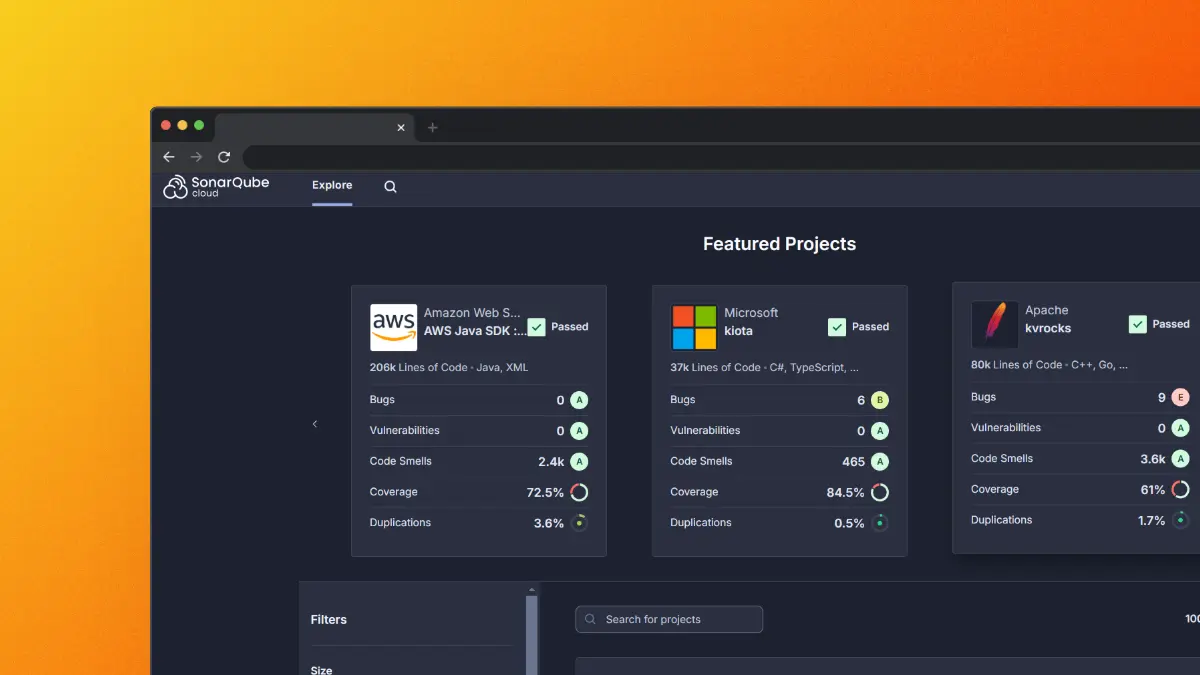 SonarQube
cloud
Explore
Featured Projects
aws
Amazon Web S...
AWS Java SDK :...
Passed
206k Lines of Code · Java, XML
Bugs 0 A
Vulnerabilities 0 A
Code Smells 2.4k A
Coverage 72.5%
Duplications 3.6%
Microsoft
kiota
Passed
37k Lines of Code · C#, TypeScript, ...
Bugs 6 B
Vulnerabilities 0 A
Code Smells 465 A
Coverage 84.5%
Duplications 0.5%
Apache
kvrocks
Passed
80k Lines of Code · C++, Go, ...
Bugs 9 E
Vulnerabilities 0 A
Code Smells 3.6k A
Coverage 61%
Duplications 1.7%
Filters
Size
Search for projects
100